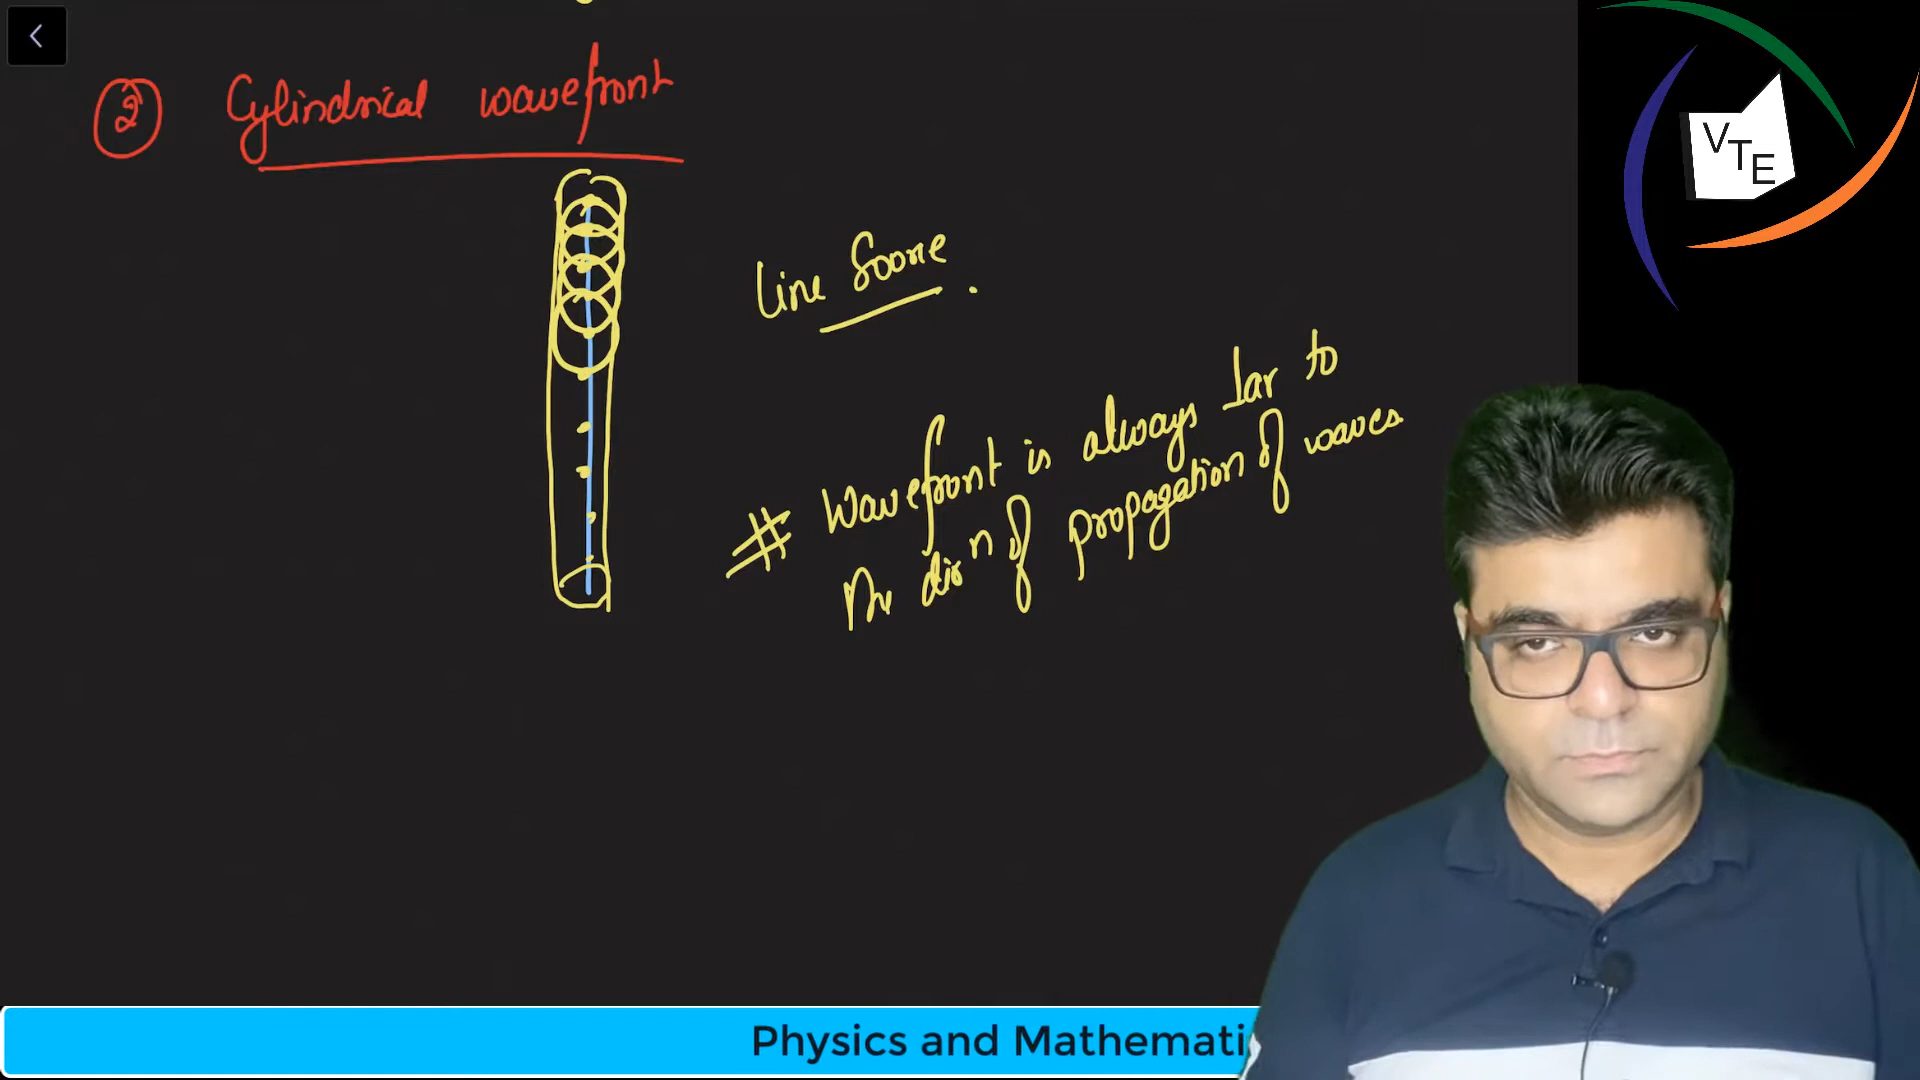 ② Cylindrical wavefront
VTE
Line Source.
# Wavefront is always ⊥ar to
the dirⁿ of propagation of waves
Physics and Mathemati